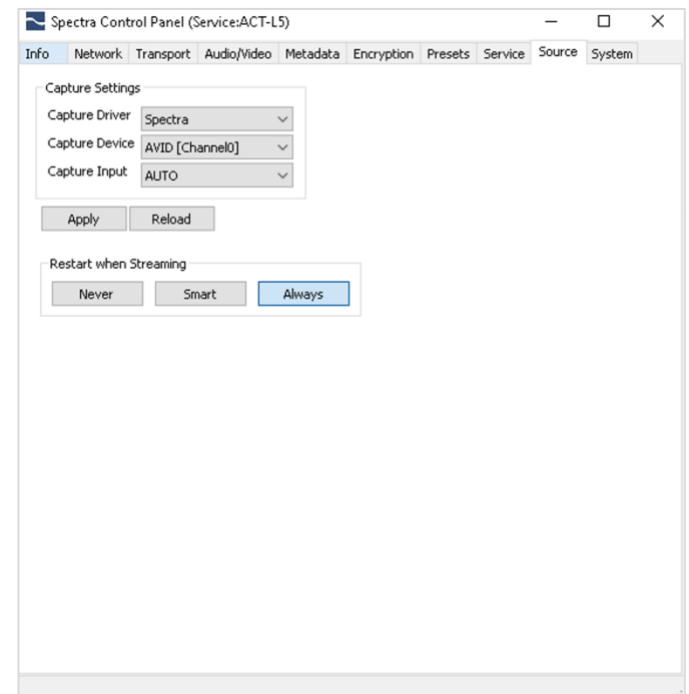 Spectra Control Panel (Service:ACT-L5)
Info Network Transport Audio/Video Metadata Encryption Presets Service Source System
Capture Settings
Capture Driver Spectra
Capture Device AVID [Channel0]
Capture Input AUTO
Apply Reload
Restart when Streaming
Never Smart Always